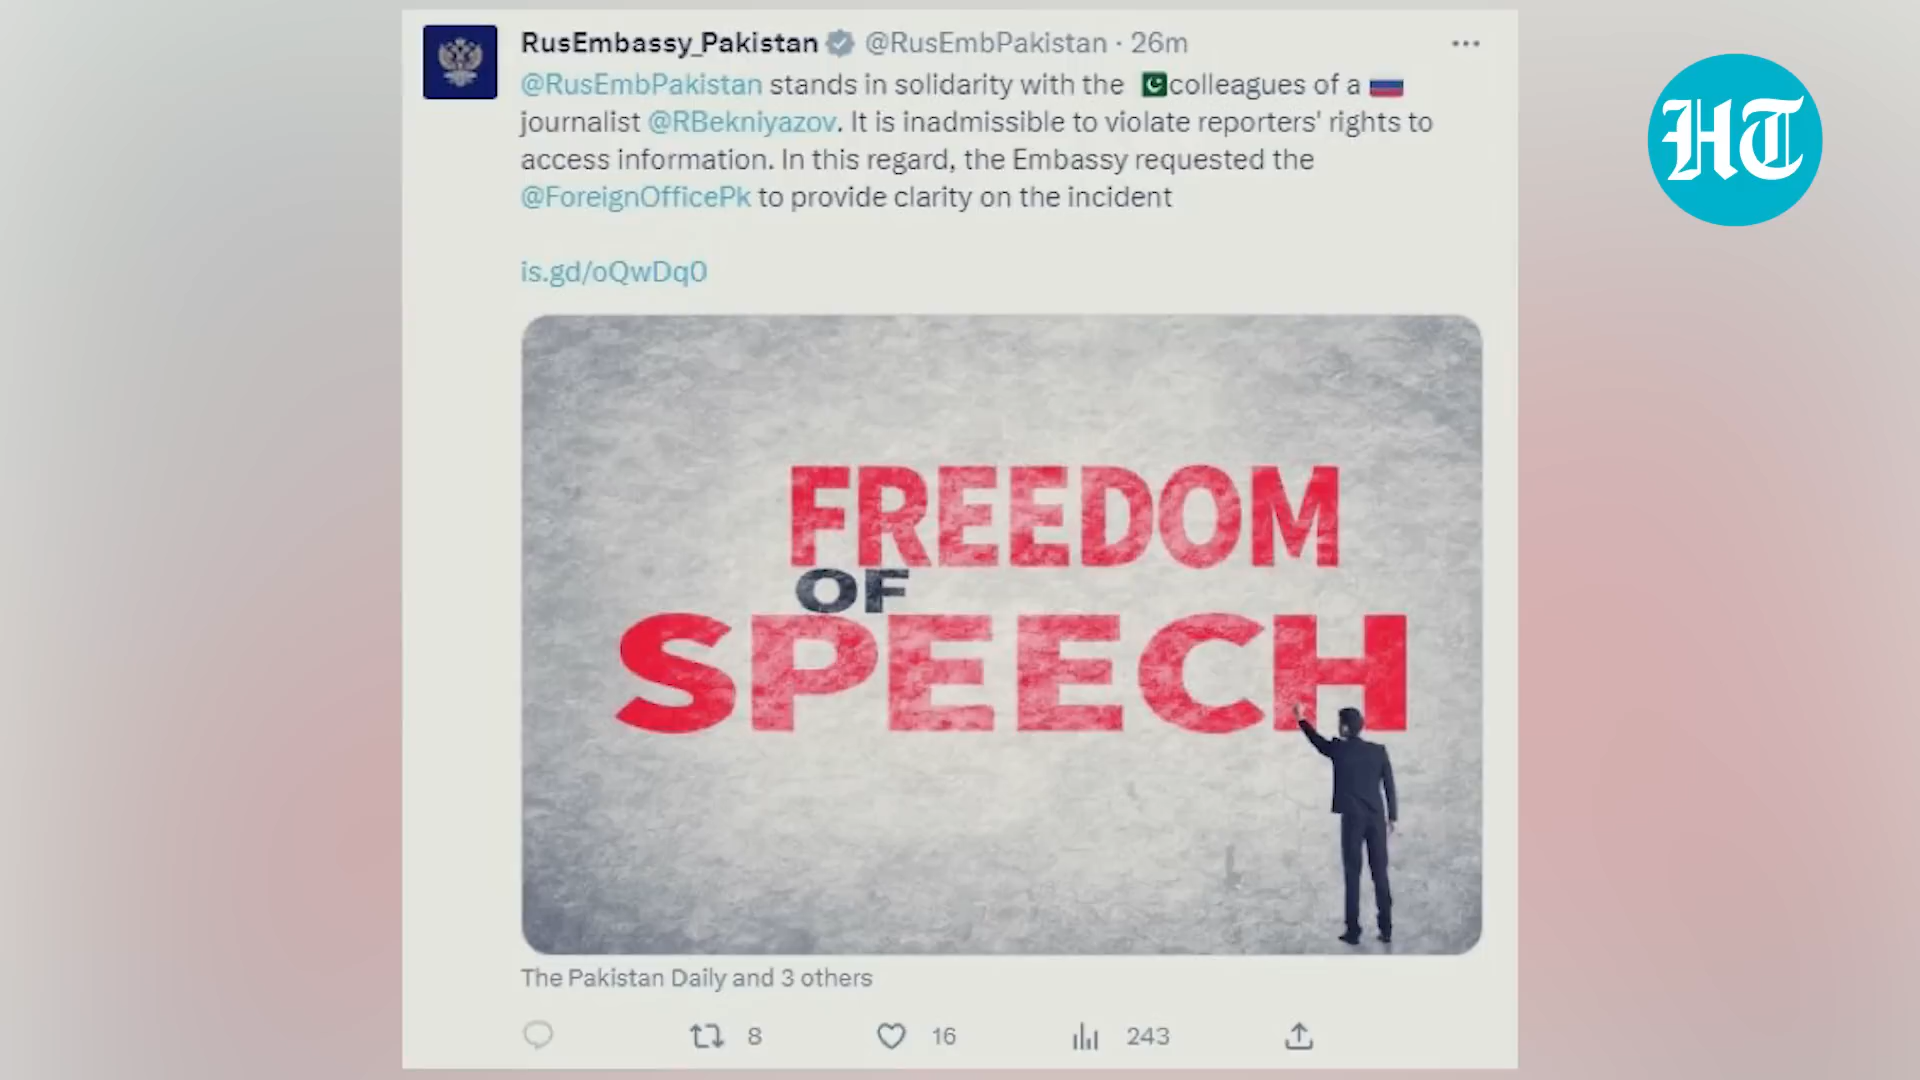 RusEmbassy_Pakistan @RusEmbPakistan · 26m
@RusEmbPakistan stands in solidarity with the 🇵🇰colleagues of a 🇷🇺
journalist @RBekniyazov. It is inadmissible to violate reporters' rights to
access information. In this regard, the Embassy requested the
@ForeignOfficePk to provide clarity on the incident
is.gd/oQwDq0
HT
FREEDOM
OF
SPEECH
The Pakistan Daily and 3 others
8 16 243